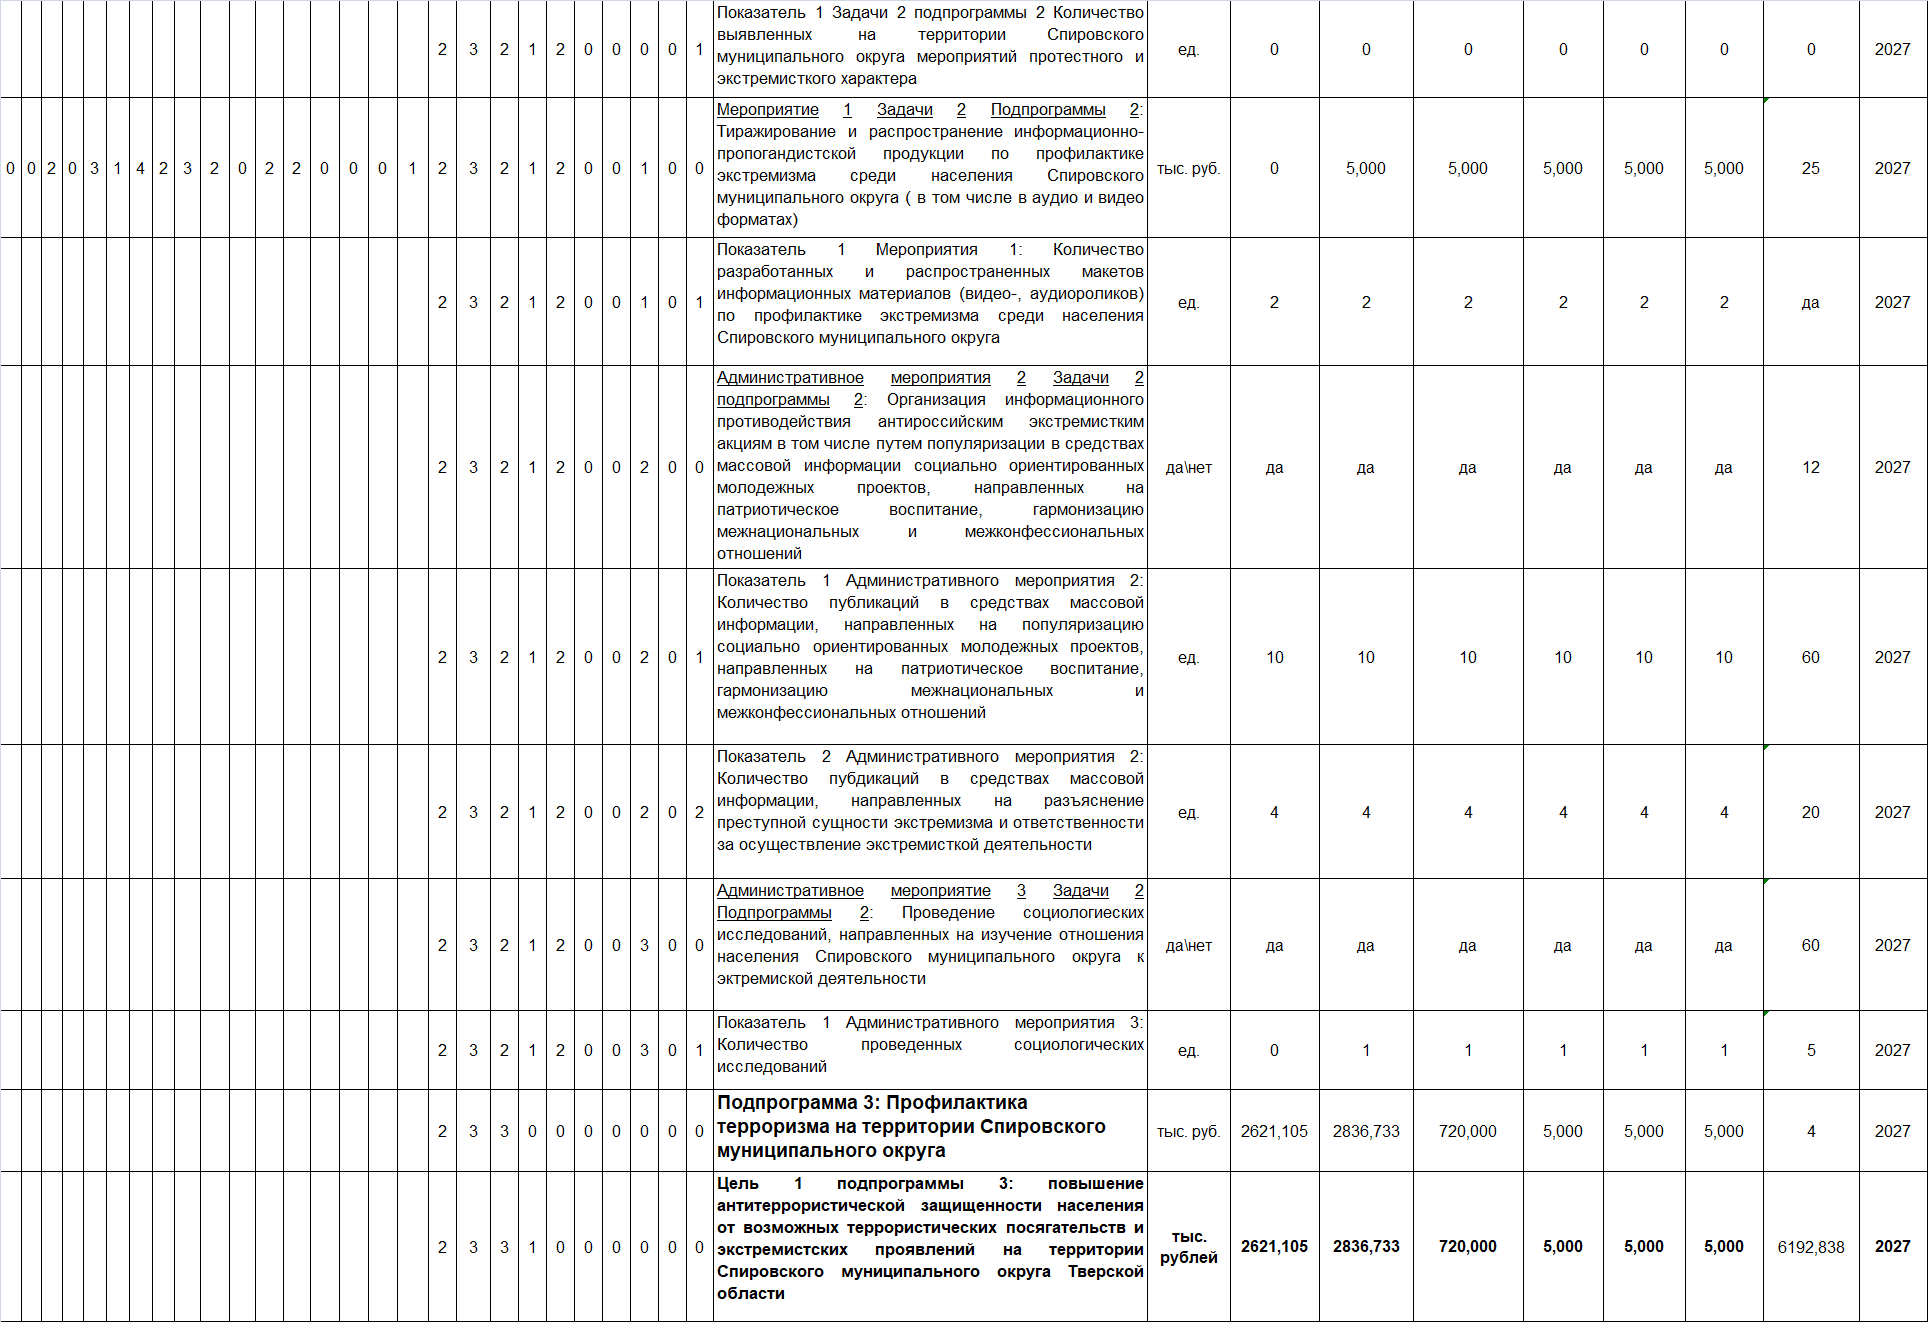 Показатель 1 Задачи 2 подпрограммы 2 Количество
выявленных на территории Спировского
муниципального округа мероприятий протестного и
экстремисткого характера
2 3 2 1 2 0 0 0 0 1 ед. 0 0 0 0 0 0 0 2027
Мероприятие 1 Задачи 2 Подпрограммы 2:
Тиражирование и распространение информационно-
пропогандистской продукции по профилактике
экстремизма среди населения Спировского
муниципального округа ( в том числе в аудио и видео
форматах)
0 0 2 0 3 1 4 2 3 2 0 2 2 0 0 0 1 2 3 2 1 2 0 0 1 0 0 тыс. руб. 0 5,000 5,000 5,000 5,000 5,000 25 2027
Показатель 1 Мероприятия 1: Количество
разработанных и распространенных макетов
информационных материалов (видео-, аудиороликов)
по профилактике экстремизма среди населения
Спировского муниципального округа
2 3 2 1 2 0 0 1 0 1 ед. 2 2 2 2 2 2 да 2027
Административное мероприятия 2 Задачи 2
подпрограммы 2: Организация информационного
противодействия антироссийским экстремистким
акциям в том числе путем популяризации в средствах
массовой информации социально ориентированных
молодежных проектов, направленных на
патриотическое воспитание, гармонизацию
межнациональных и межконфессиональных
отношений
2 3 2 1 2 0 0 2 0 0 да\нет да да да да да да 12 2027
Показатель 1 Административного мероприятия 2:
Количество публикаций в средствах массовой
информации, направленных на популяризацию
социально ориентированных молодежных проектов,
направленных на патриотическое воспитание,
гармонизацию межнациональных и
межконфессиональных отношений
2 3 2 1 2 0 0 2 0 1 ед. 10 10 10 10 10 10 60 2027
Показатель 2 Административного мероприятия 2:
Количество пубдикаций в средствах массовой
информации, направленных на разъяснение
преступной сущности экстремизма и ответственности
за осуществление экстремисткой деятельности
2 3 2 1 2 0 0 2 0 2 ед. 4 4 4 4 4 4 20 2027
Административное мероприятие 3 Задачи 2
Подпрограммы 2: Проведение социологиеских
исследований, направленных на изучение отношения
населения Спировского муниципального округа к
эктремиской деятельности
2 3 2 1 2 0 0 3 0 0 да\нет да да да да да да 60 2027
Показатель 1 Административного мероприятия 3:
Количество проведенных социологических
исследований
2 3 2 1 2 0 0 3 0 1 ед. 0 1 1 1 1 1 5 2027
Подпрограмма 3: Профилактика
терроризма на территории Спировского
муниципального округа
2 3 3 0 0 0 0 0 0 0 тыс. руб. 2621,105 2836,733 720,000 5,000 5,000 5,000 4 2027
Цель 1 подпрограммы 3: повышение
антитеррористической защищенности населения
от возможных террористических посягательств и
экстремистских проявлений на территории
Спировского муниципального округа Тверской
области
2 3 3 1 0 0 0 0 0 0 тыс. рублей 2621,105 2836,733 720,000 5,000 5,000 5,000 6192,838 2027